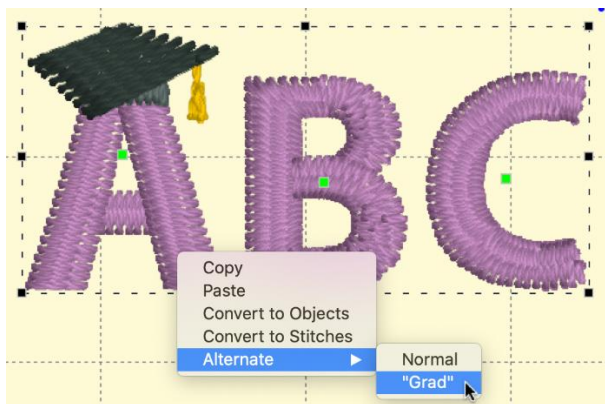 ABC
Copy
Paste
Convert to Objects
Convert to Stitches
Alternate
Normal
"Grad"